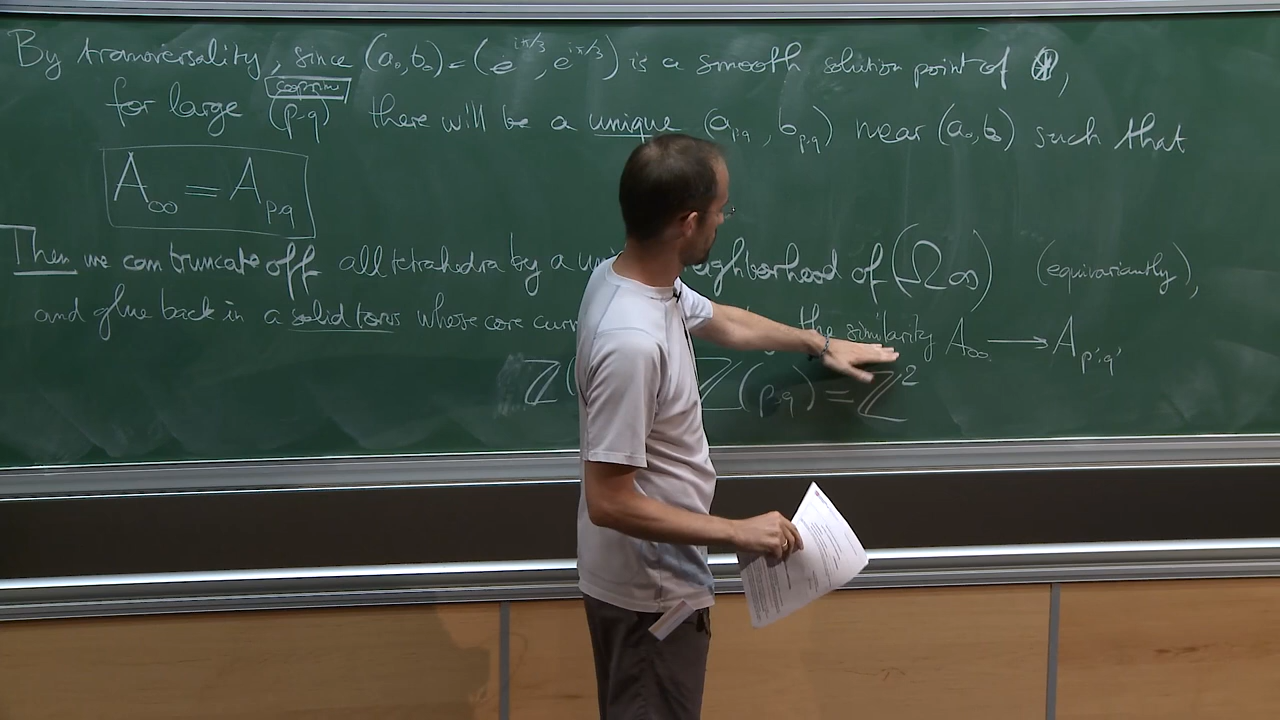 By transversality, since (a₀,b₀) = (e^{iπ/3}, e^{iπ/3}) is a smooth solution point of
coprime
for large (p,q) there will be a unique (a_{p,q}, b_{p,q}) near (a₀,b₀) such that
A_∞ = A_{p,q}
Then we can truncate off all tetrahedra by a neighborhood of (Ω∞) (equivariantly),
and glue back in a solid torus whose core the similarity A_∞ → A_{p'q'}
ℤ( ℤ(p,q) = ℤ²